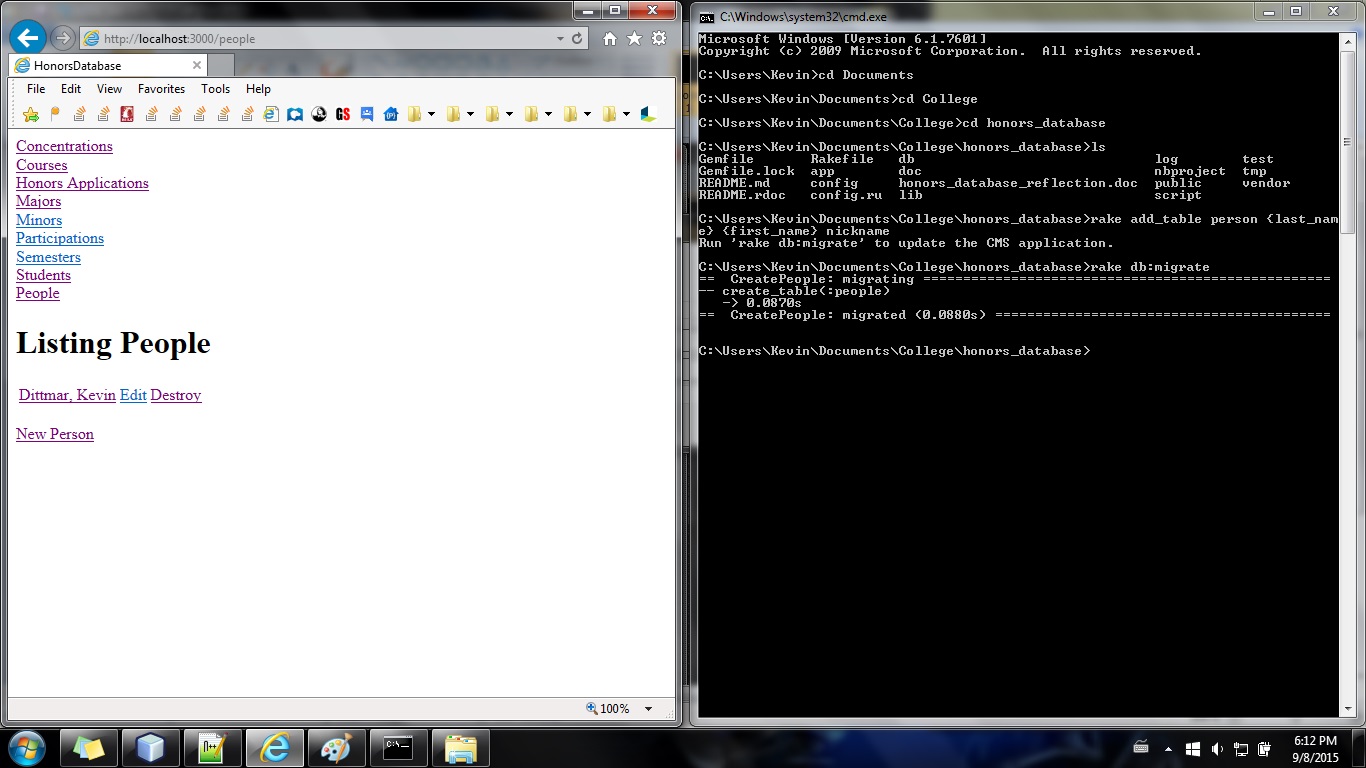 http://localhost:3000/people
HonorsDatabase
File Edit View Favorites Tools Help
GS
Concentrations
Courses
Honors Applications
Majors
Minors
Participations
Semesters
Students
People
Listing People
Dittmar, Kevin Edit Destroy
New Person
100%
C:\Windows\system32\cmd.exe
Microsoft Windows [Version 6.1.7601]
Copyright (c) 2009 Microsoft Corporation.  All rights reserved.
C:\Users\Kevin>cd Documents
C:\Users\Kevin\Documents>cd College
C:\Users\Kevin\Documents\College>cd honors_database
C:\Users\Kevin\Documents\College\honors_database>ls
Gemfile       Rakefile   db                              log        test
Gemfile.lock  app        doc                             nbproject  tmp
README.md     config     honors_database_reflection.doc  public     vendor
README.rdoc   config.ru  lib                             script
C:\Users\Kevin\Documents\College\honors_database>rake add_table person {last_nam
e} {first_name} nickname
Run 'rake db:migrate' to update the CMS application.
C:\Users\Kevin\Documents\College\honors_database>rake db:migrate
==  CreatePeople: migrating ===================================================
-- create_table(:people)
   -> 0.0870s
==  CreatePeople: migrated (0.0880s) ==========================================
C:\Users\Kevin\Documents\College\honors_database>
6:12 PM
9/8/2015